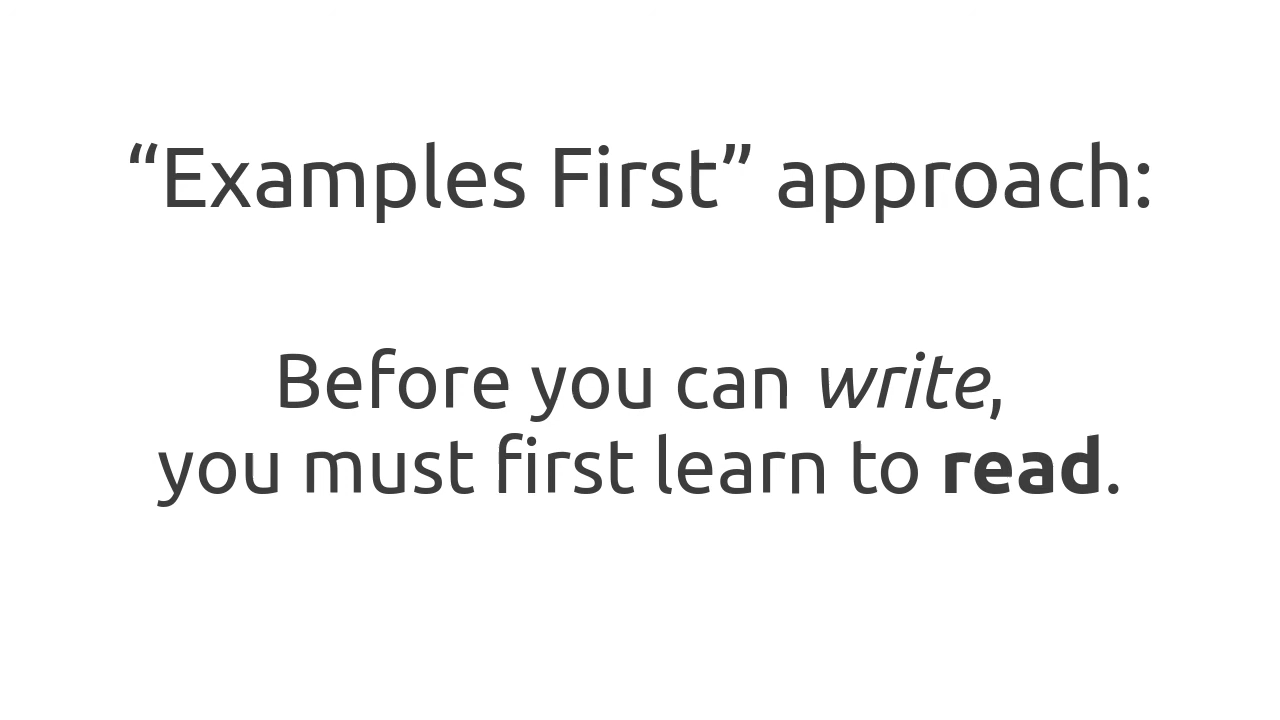 “Examples First” approach:
Before you can write,
you must first learn to read.